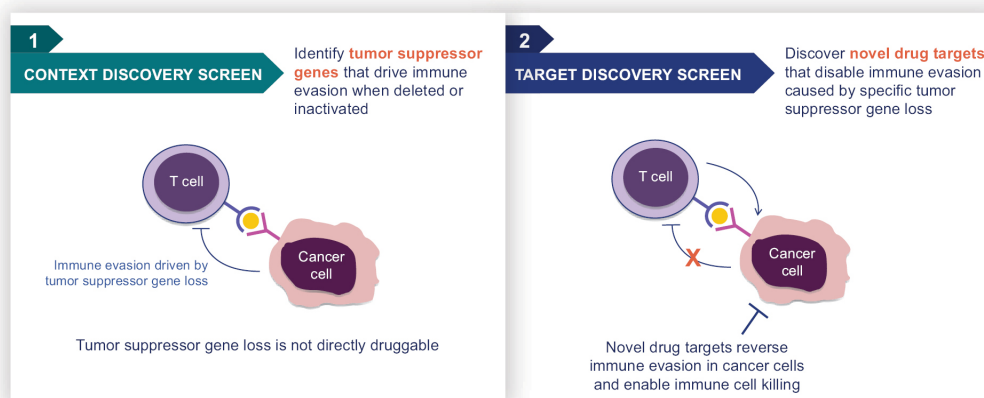 1
CONTEXT DISCOVERY SCREEN
Identify tumor suppressor
genes that drive immune
evasion when deleted or
inactivated
T cell
Cancer
cell
Immune evasion driven by
tumor suppressor gene loss
Tumor suppressor gene loss is not directly druggable
2
TARGET DISCOVERY SCREEN
Discover novel drug targets
that disable immune evasion
caused by specific tumor
suppressor gene loss
T cell
X
Cancer
cell
Novel drug targets reverse
immune evasion in cancer cells
and enable immune cell killing